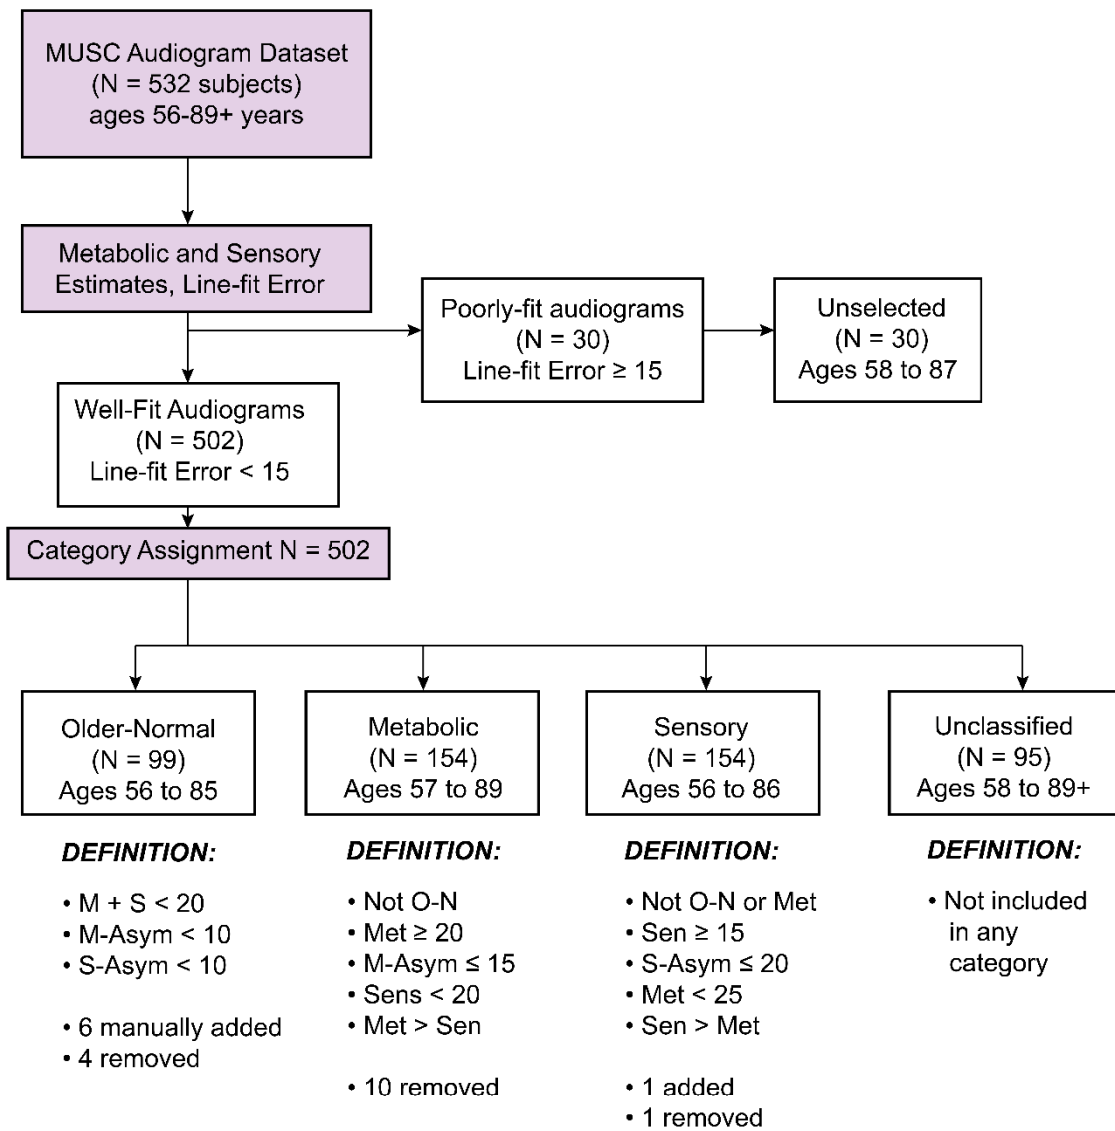 MUSC Audiogram Dataset
(N = 532 subjects)
ages 56-89+ years
Metabolic and Sensory
Estimates, Line-fit Error
Poorly-fit audiograms
(N = 30)
Line-fit Error ≥ 15
Unselected
(N = 30)
Ages 58 to 87
Well-Fit Audiograms
(N = 502)
Line-fit Error < 15
Category Assignment N = 502
Older-Normal
(N = 99)
Ages 56 to 85
DEFINITION:
• M + S < 20
• M-Asym < 10
• S-Asym < 10
• 6 manually added
• 4 removed
Metabolic
(N = 154)
Ages 57 to 89
DEFINITION:
• Not O-N
• Met ≥ 20
• M-Asym ≤ 15
• Sens < 20
• Met > Sen
• 10 removed
Sensory
(N = 154)
Ages 56 to 86
DEFINITION:
• Not O-N or Met
• Sen ≥ 15
• S-Asym ≤ 20
• Met < 25
• Sen > Met
• 1 added
• 1 removed
Unclassified
(N = 95)
Ages 58 to 89+
DEFINITION:
• Not included
in any
category